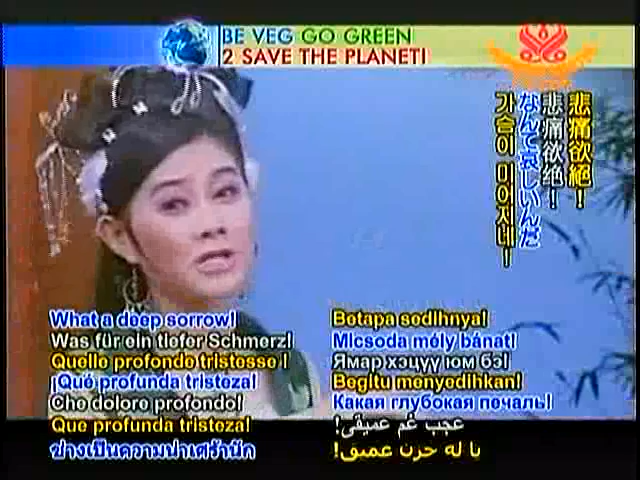 BE VEG GO GREEN
2 SAVE THE PLANET!
悲痛欲絕！
悲痛欲绝！
なんて哀しいんだ
가슴이 미어지네！
What a deep sorrow!
Was für ein tiefer Schmerz!
Quelle profonde tristesse !
¡Qué profunda tristeza!
Che dolore profondo!
Que profunda tristeza!
ช่างเป็นความน่าเศร้านัก
Betapa sedihnya!
Micsoda mély bánat!
Ямар хэцүү юм бэ!
Begitu menyedihkan!
Какая глубокая печаль!
عجب غم عمیقی!
يا له حزن عميق!